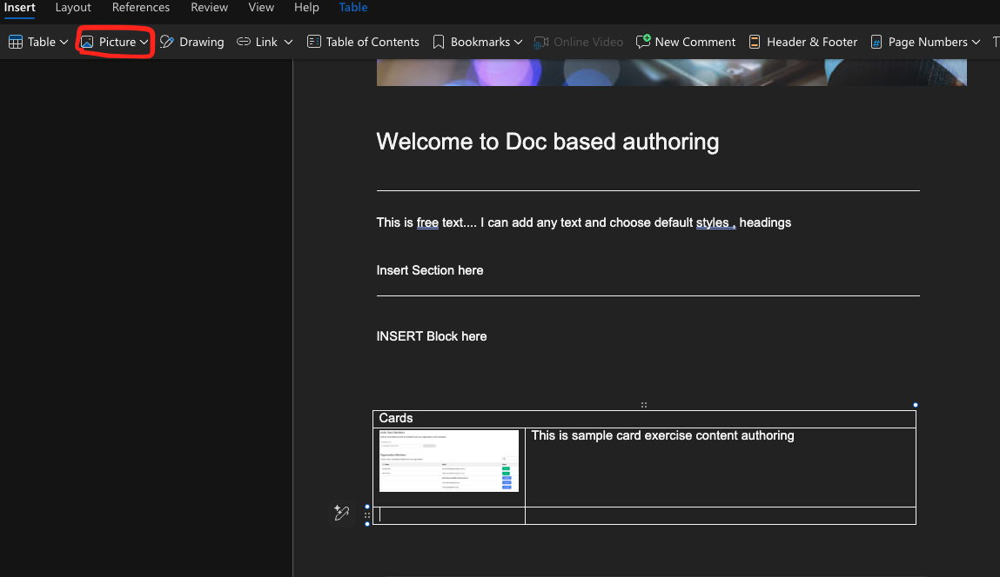 Insert Layout References Review View Help Table
Table Picture Drawing Link Table of Contents Bookmarks Online Video New Comment Header & Footer # Page Numbers
Welcome to Doc based authoring
This is free text.... I can add any text and choose default styles , headings
Insert Section here
INSERT Block here
Cards
This is sample card exercise content authoring
Organisation Members